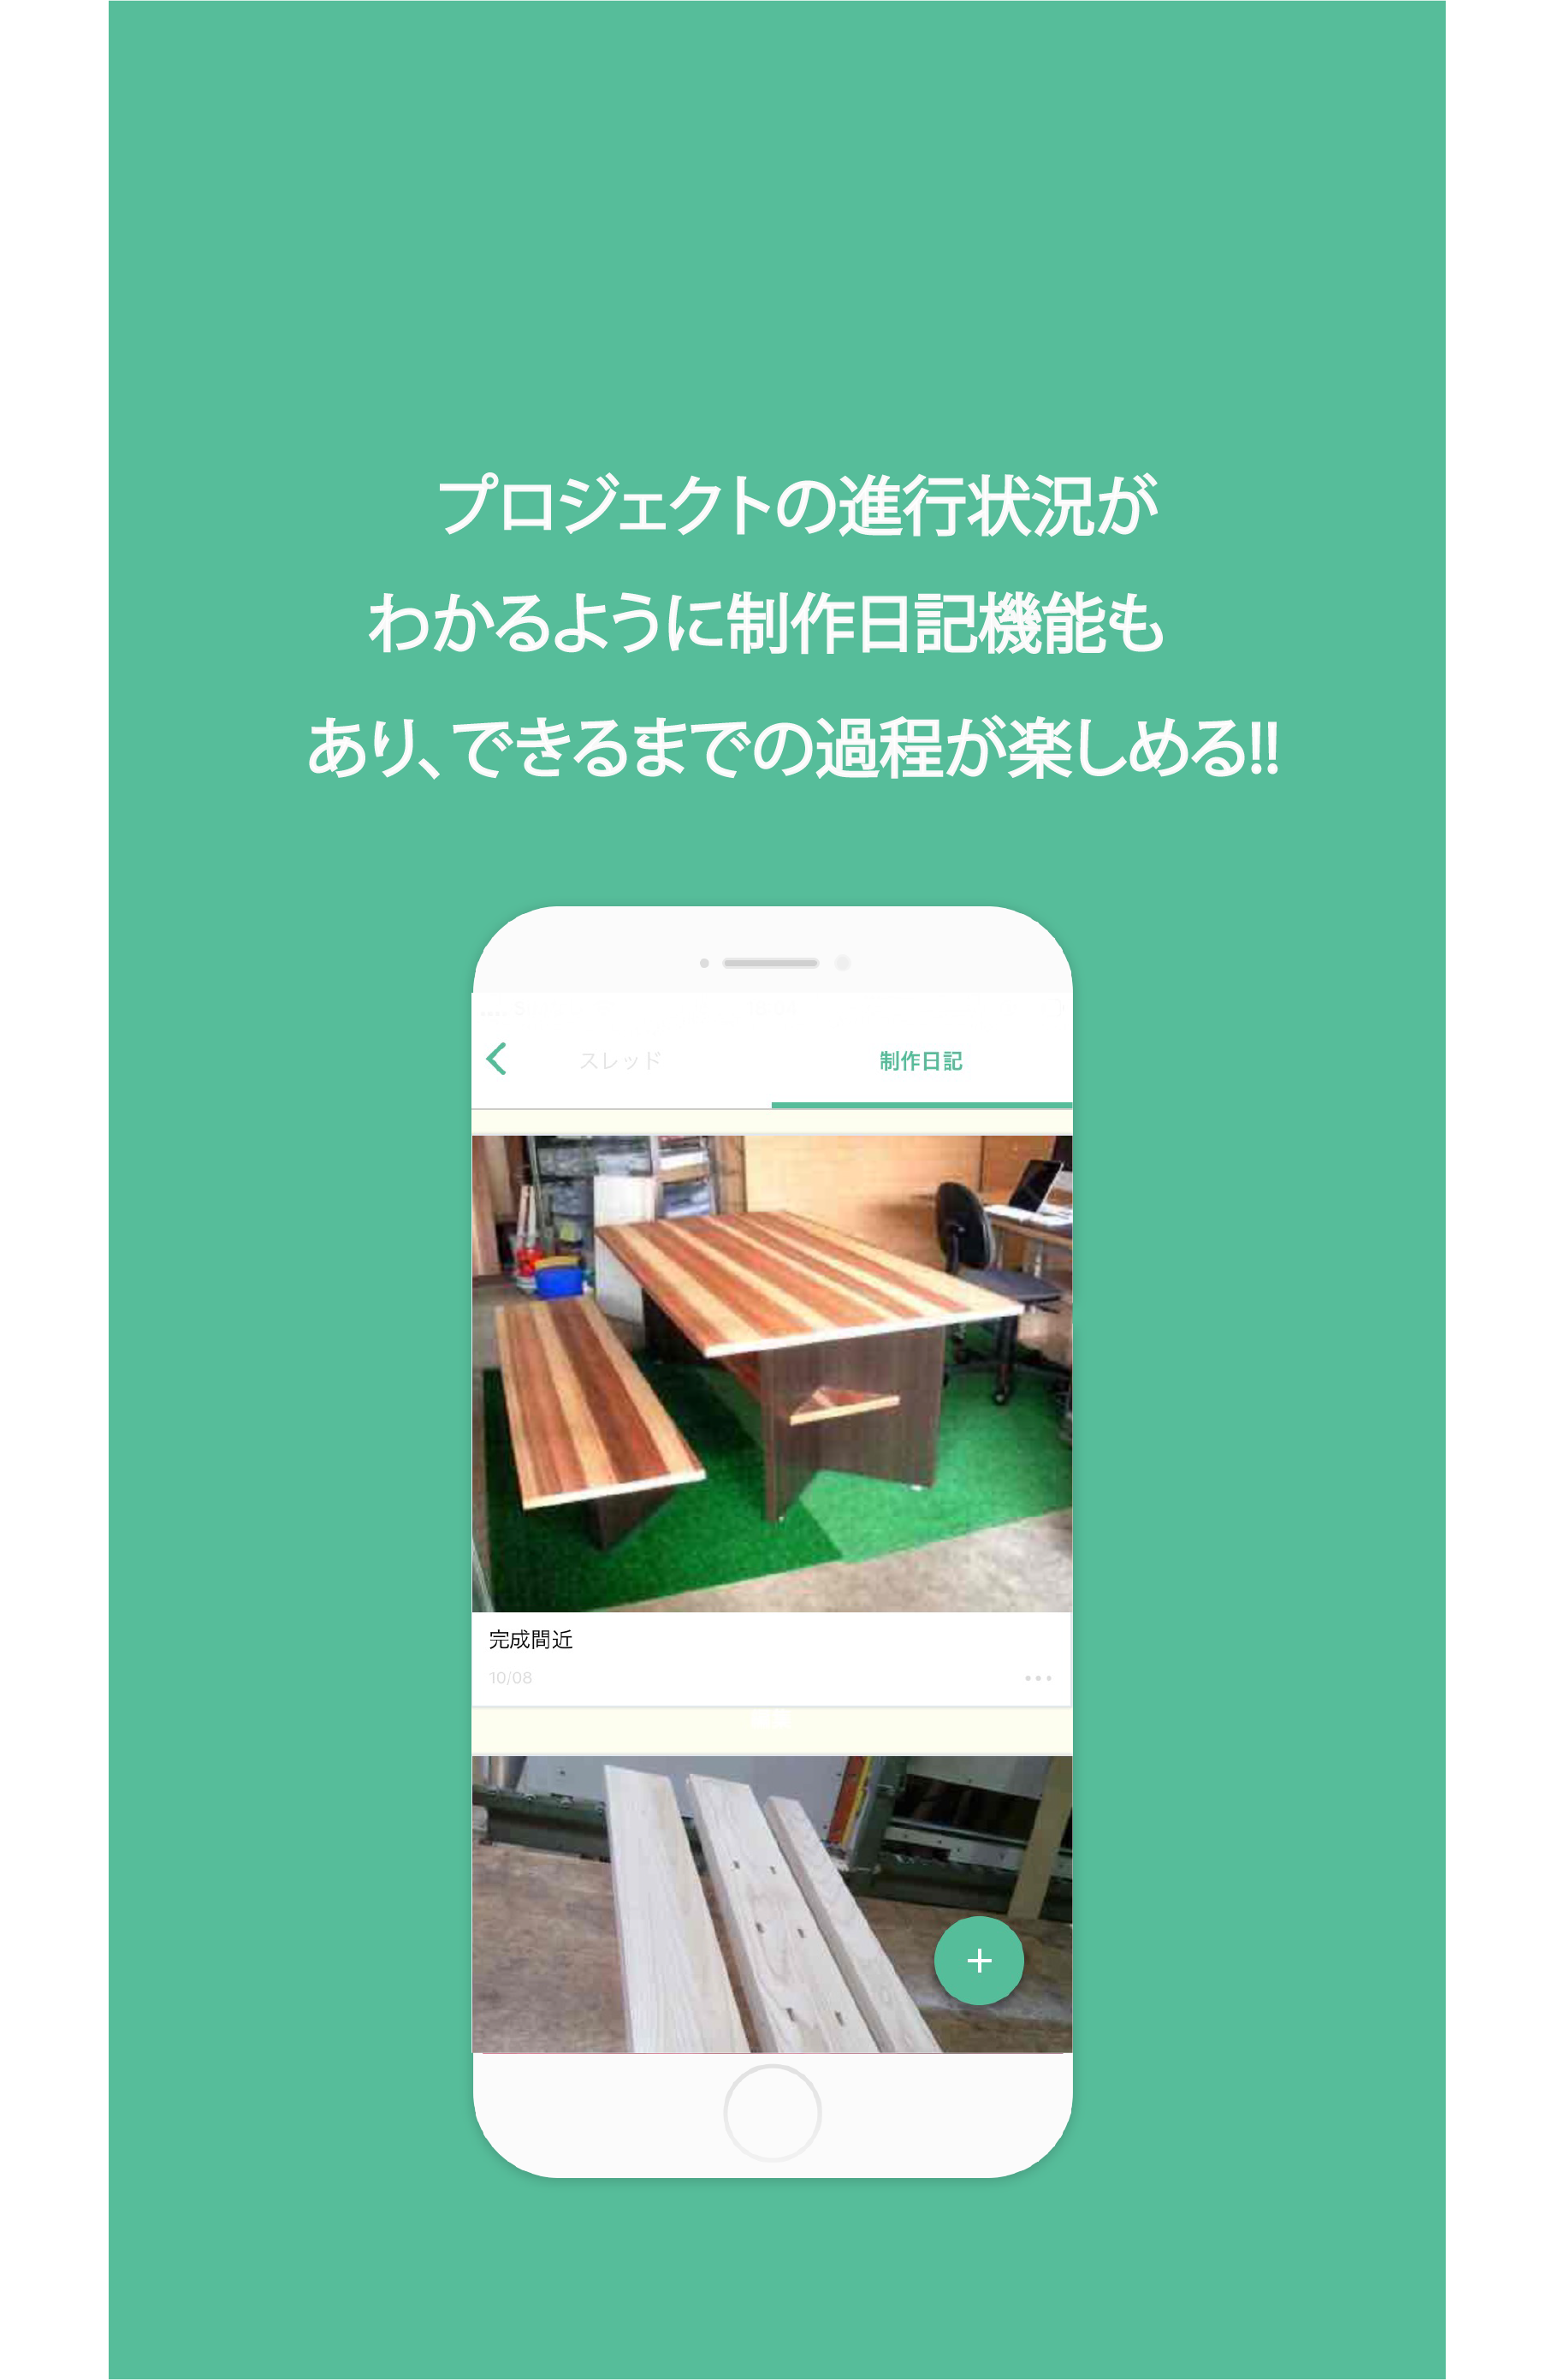 プロジェクトの進行状況が
わかるように制作日記機能も
あり、できるまでの過程が楽しめる!!
スレッド
制作日記
完成間近
10/08